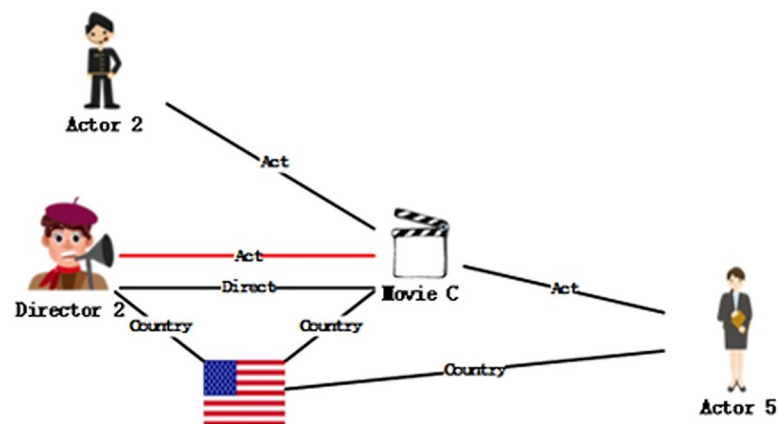 Actor 2
Act
Act
Direct
Movie C
Act
Director 2
Country
Country
Country
Actor 5